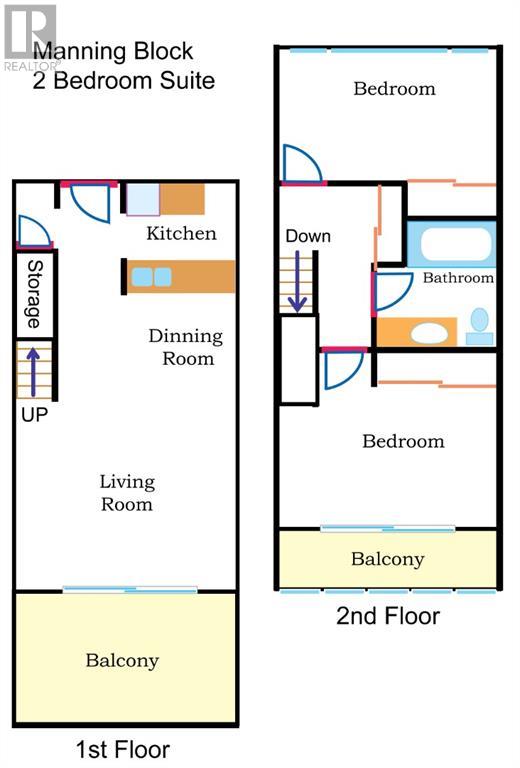 R
REALTOR®
Manning Block
2 Bedroom Suite
Kitchen
Storage
Dinning
Room
UP
Living
Room
Balcony
1st Floor
Bedroom
Down
Bathroom
Bedroom
Balcony
2nd Floor